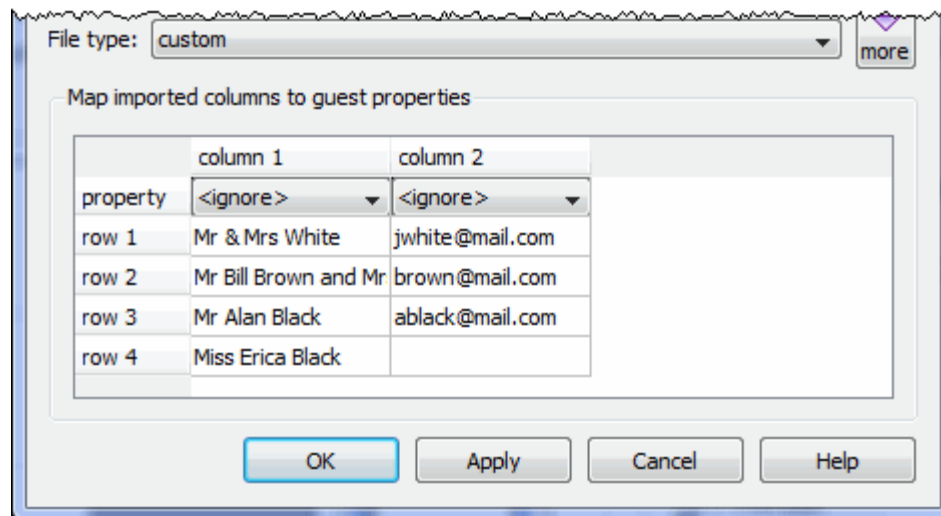 File type: custom
more
Map imported columns to guest properties
column 1 column 2
property <ignore> <ignore>
row 1 Mr & Mrs White jwhite@mail.com
row 2 Mr Bill Brown and Mr brown@mail.com
row 3 Mr Alan Black ablack@mail.com
row 4 Miss Erica Black
OK Apply Cancel Help